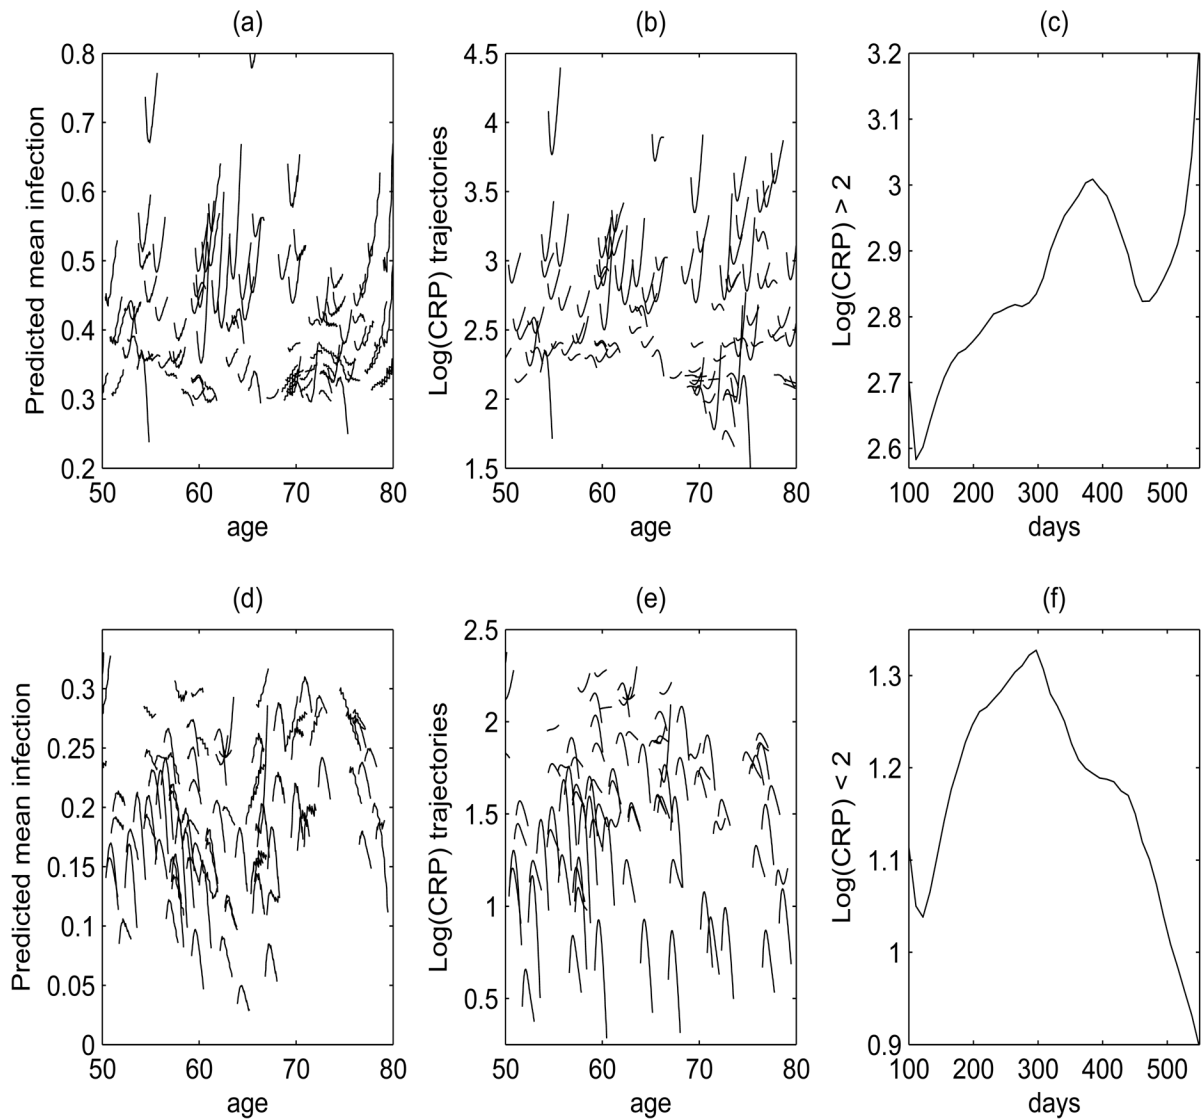 (a)
Predicted mean infection
0.8
0.7
0.6
0.5
0.4
0.3
0.2
50 60 70 80
age
(b)
Log(CRP) trajectories
4.5
4
3.5
3
2.5
2
1.5
50 60 70 80
age
(c)
Log(CRP) > 2
3.2
3.1
3
2.9
2.8
2.7
2.6
100 200 300 400 500
days
(d)
Predicted mean infection
0.3
0.25
0.2
0.15
0.1
0.05
0
50 60 70 80
age
(e)
Log(CRP) trajectories
2.5
2
1.5
1
0.5
50 60 70 80
age
(f)
Log(CRP) < 2
1.3
1.2
1.1
1
0.9
100 200 300 400 500
days